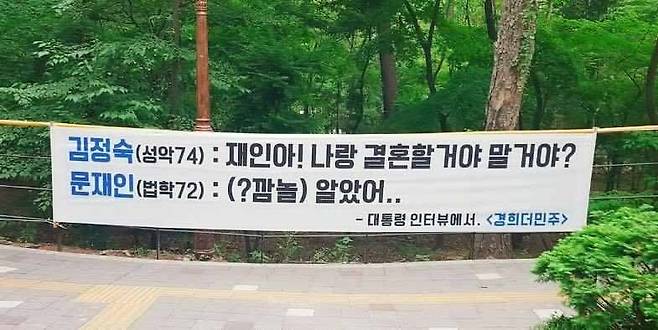 김정숙(성악74) : 재인아! 나랑 결혼할거야 말거야?
문재인(법학72) : (?깜놀) 알았어..
- 대통령 인터뷰에서. <경희더민주>